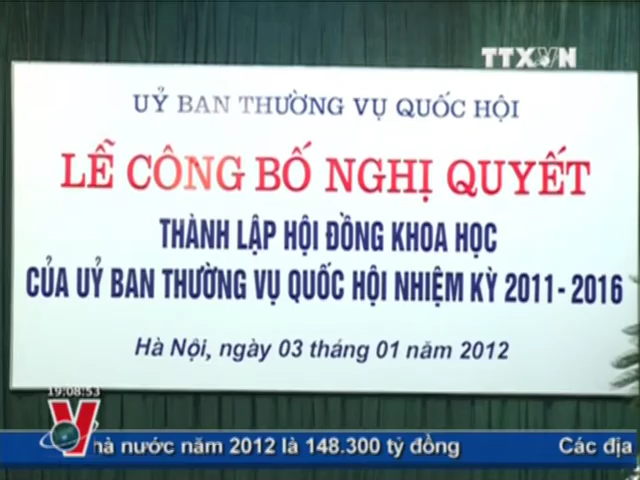 TTXVN
UỶ BAN THƯỜNG VỤ QUỐC HỘI
LỄ CÔNG BỐ NGHỊ QUYẾT
THÀNH LẬP HỘI ĐỒNG KHOA HỌC
CỦA UỶ BAN THƯỜNG VỤ QUỐC HỘI NHIỆM KỲ 2011-2016
Hà Nội, ngày 03 tháng 01 năm 2012
19:08:53
V
nước năm 2012 là 148.300 tỷ đồng Các địa